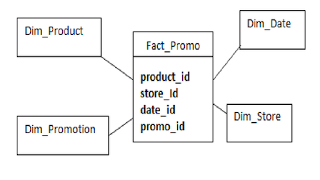 Dim_Product
Fact_Promo
Dim_Date
product_id
store_Id
date_id
promo_id
Dim_Promotion
Dim_Store